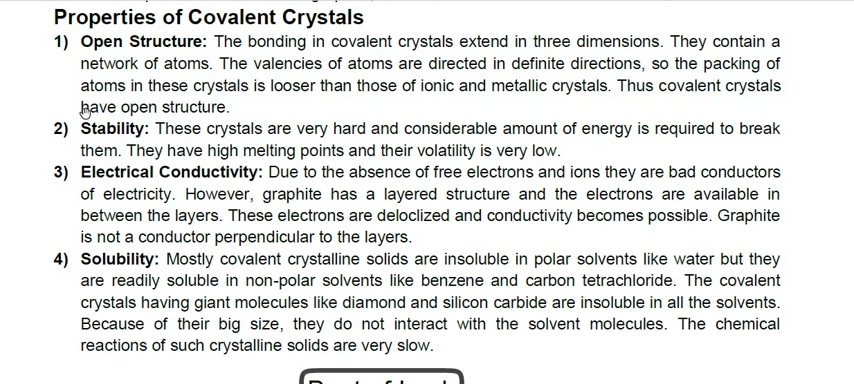 Properties of Covalent Crystals
1) Open Structure: The bonding in covalent crystals extend in three dimensions. They contain a
network of atoms. The valencies of atoms are directed in definite directions, so the packing of
atoms in these crystals is looser than those of ionic and metallic crystals. Thus covalent crystals
have open structure.
2) Stability: These crystals are very hard and considerable amount of energy is required to break
them. They have high melting points and their volatility is very low.
3) Electrical Conductivity: Due to the absence of free electrons and ions they are bad conductors
of electricity. However, graphite has a layered structure and the electrons are available in
between the layers. These electrons are deloclized and conductivity becomes possible. Graphite
is not a conductor perpendicular to the layers.
4) Solubility: Mostly covalent crystalline solids are insoluble in polar solvents like water but they
are readily soluble in non-polar solvents like benzene and carbon tetrachloride. The covalent
crystals having giant molecules like diamond and silicon carbide are insoluble in all the solvents.
Because of their big size, they do not interact with the solvent molecules. The chemical
reactions of such crystalline solids are very slow.